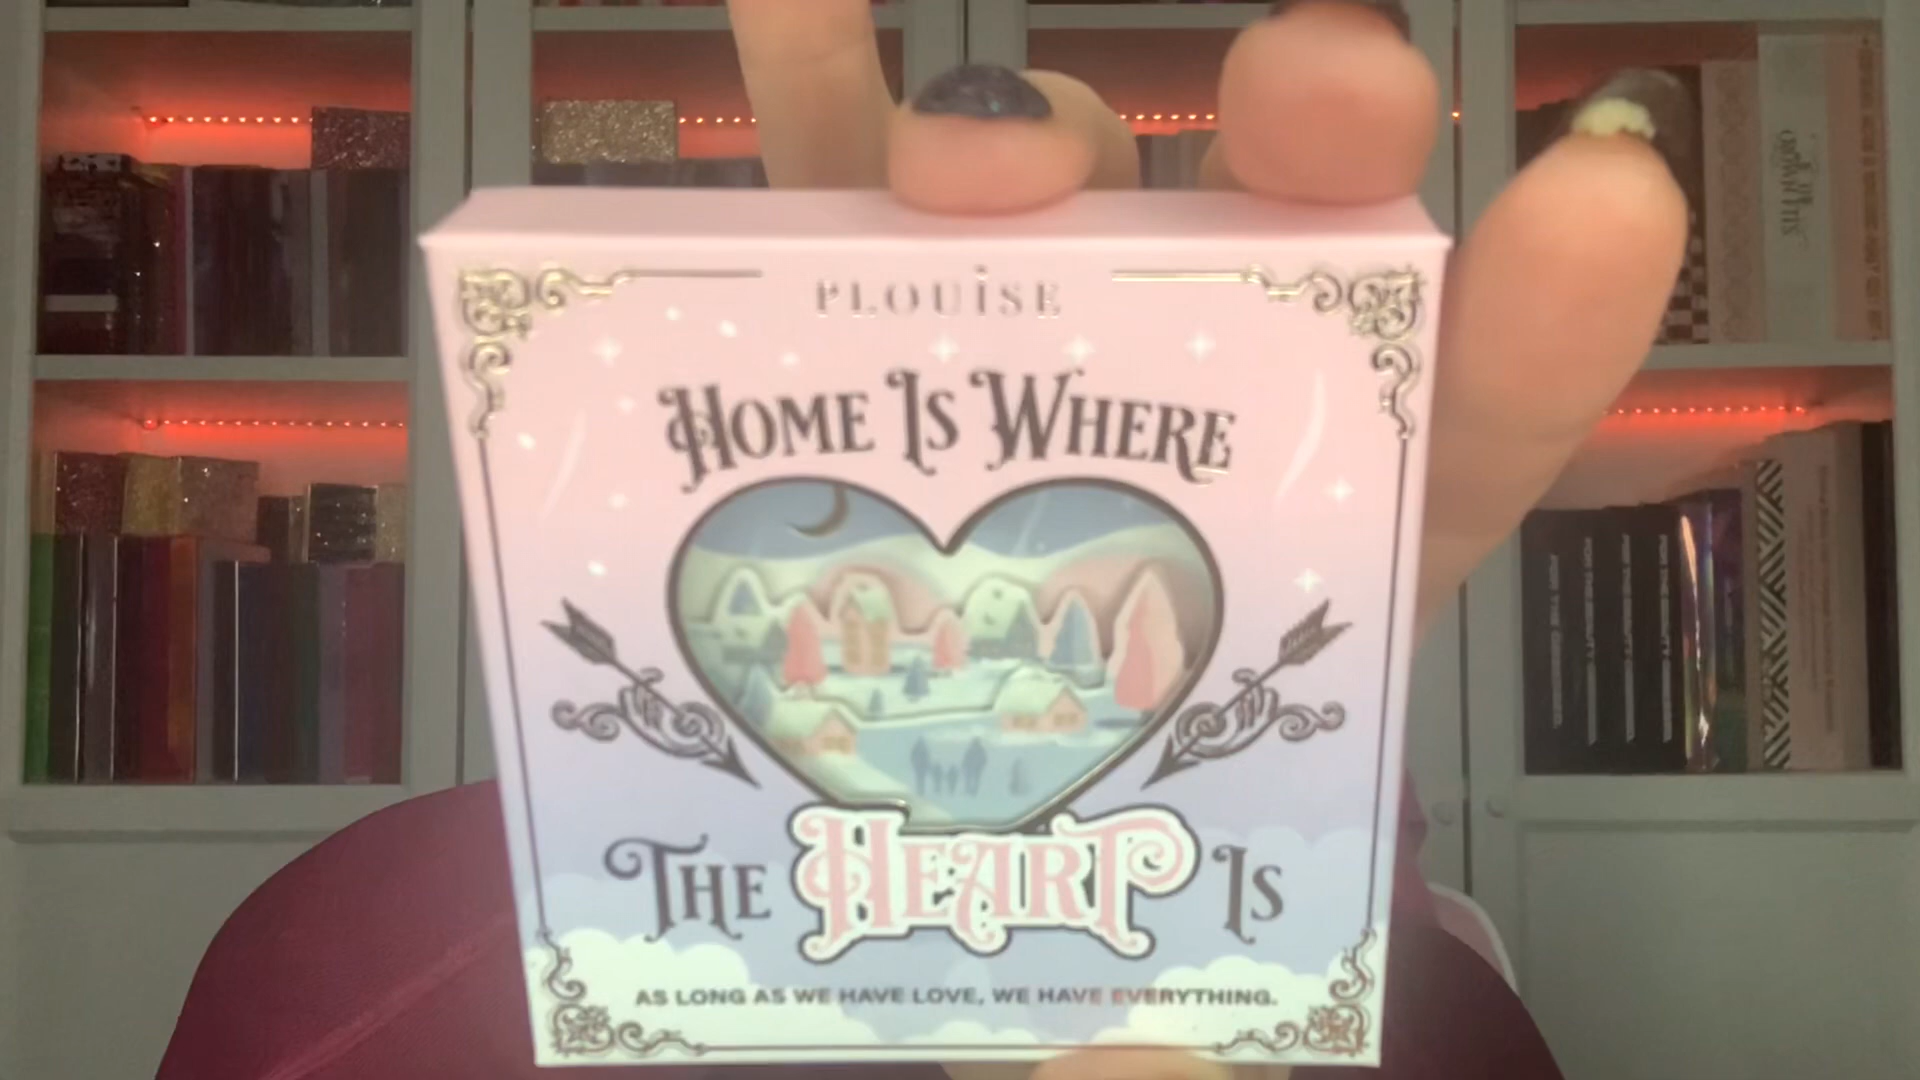 PLOUISE
HOME IS WHERE
THE HEART IS
AS LONG AS WE HAVE LOVE, WE HAVE EVERYTHING.